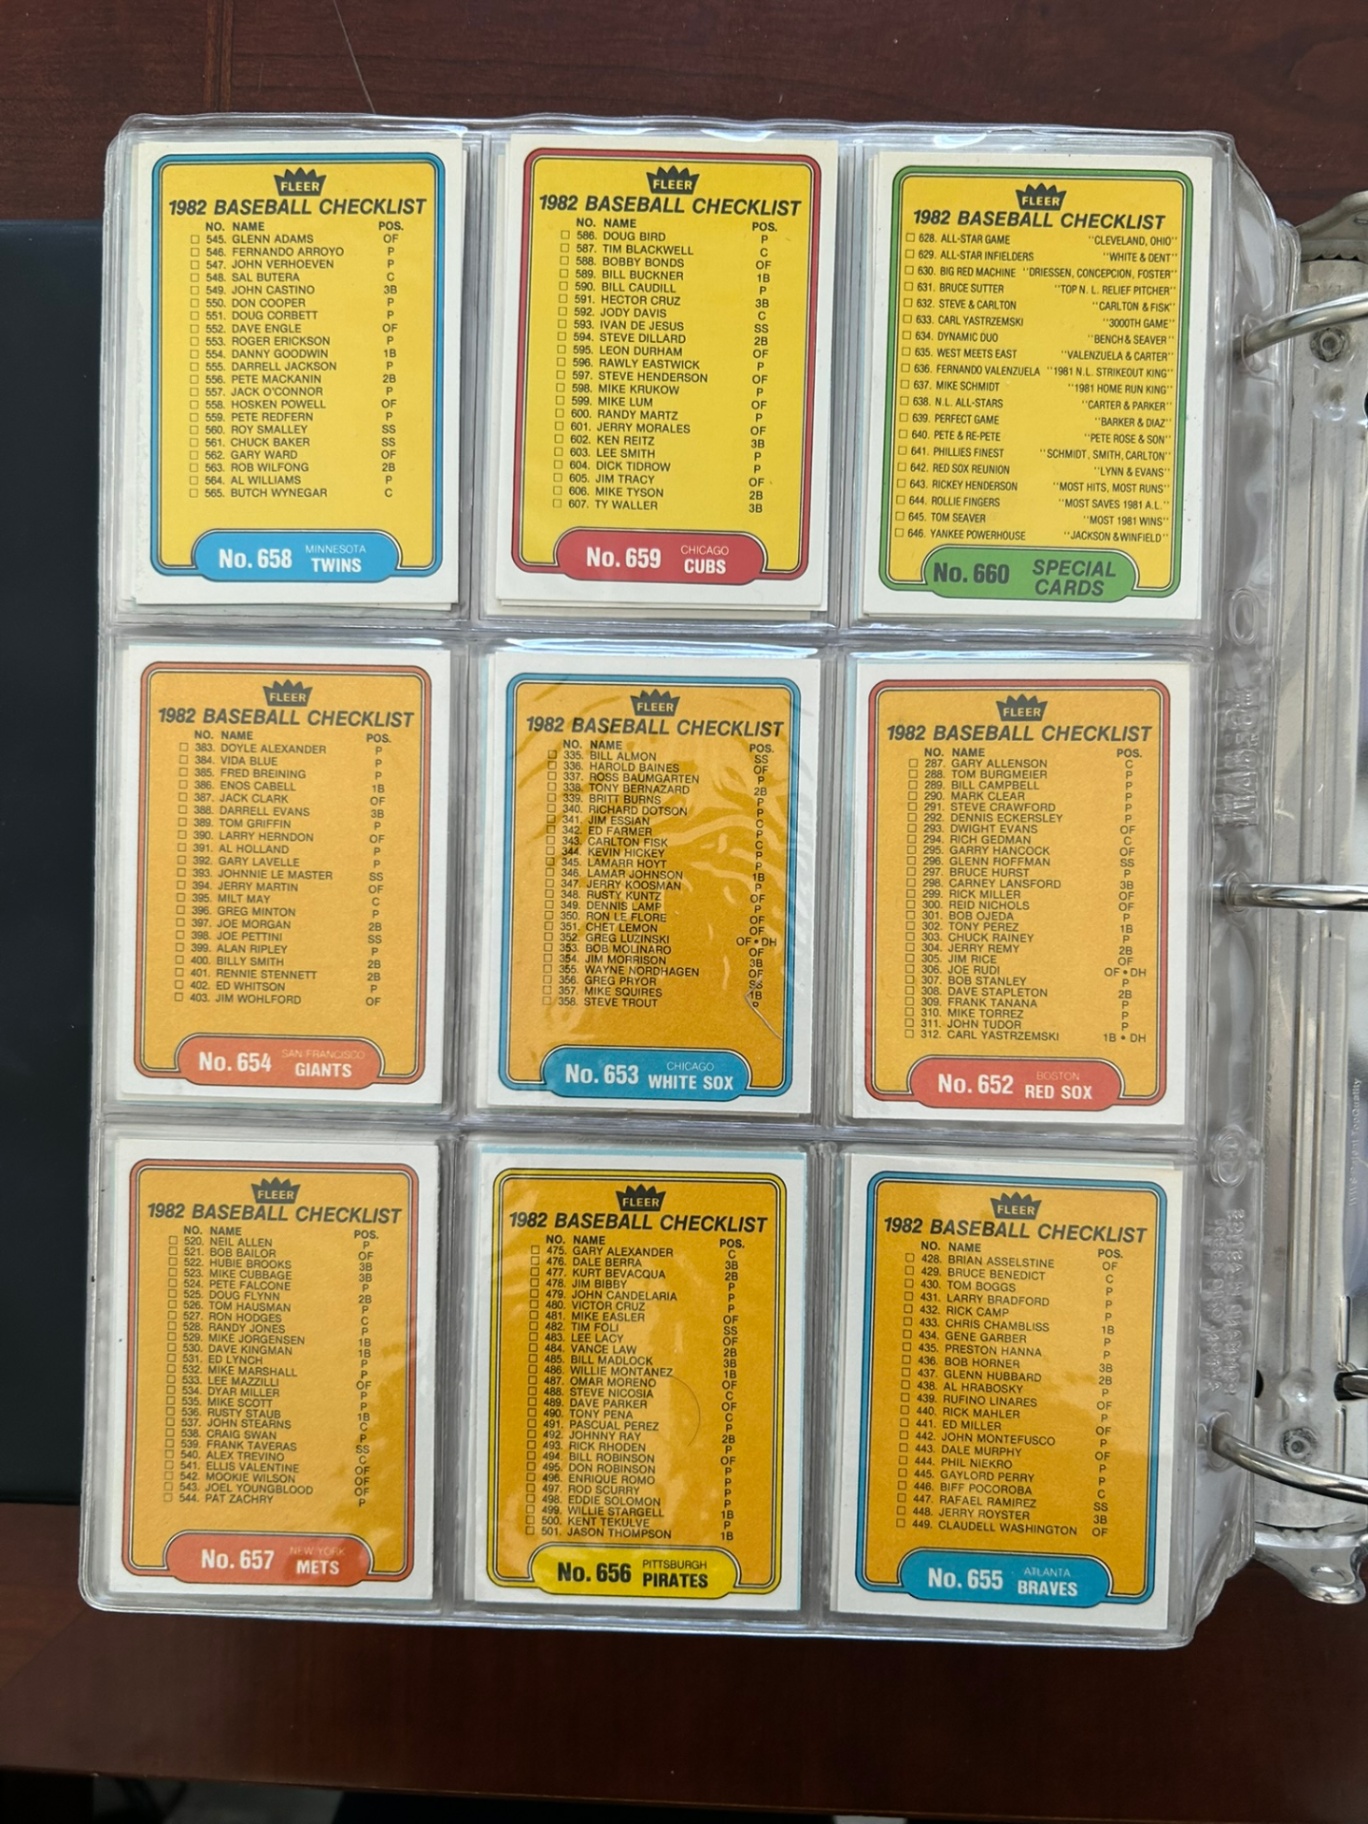 FLEER
1982 BASEBALL CHECKLIST
NO. NAME POS.
545. GLENN ADAMS OF
546. FERNANDO ARROYO P
547. JOHN VERHOEVEN P
548. SAL BUTERA C
549. JOHN CASTINO 3B
550. DON COOPER P
551. DOUG CORBETT P
552. DAVE ENGLE OF
553. ROGER ERICKSON P
554. DANNY GOODWIN 1B
555. DARRELL JACKSON P
556. PETE MACKANIN 2B
557. JACK O'CONNOR P
558. HOSKEN POWELL OF
559. PETE REDFERN P
560. ROY SMALLEY SS
561. CHUCK BAKER SS
562. GARY WARD OF
563. ROB WILFONG 2B
564. AL WILLIAMS P
565. BUTCH WYNEGAR C
No. 658 MINNESOTA
TWINS
FLEER
1982 BASEBALL CHECKLIST
NO. NAME POS.
586. DOUG BIRD P
587. TIM BLACKWELL C
588. BOBBY BONDS OF
589. BILL BUCKNER 1B
590. BILL CAUDILL P
591. HECTOR CRUZ 3B
592. JODY DAVIS C
593. IVAN DE JESUS SS
594. STEVE DILLARD 2B
595. LEON DURHAM OF
596. RAWLY EASTWICK P
597. STEVE HENDERSON OF
598. MIKE KRUKOW P
599. MIKE LUM OF
600. RANDY MARTZ P
601. JERRY MORALES OF
602. KEN REITZ 3B
603. LEE SMITH P
604. DICK TIDROW P
605. JIM TRACY OF
606. MIKE TYSON 2B
607. TY WALLER 3B
No. 659 CHICAGO
CUBS
FLEER
1982 BASEBALL CHECKLIST
628. ALL-STAR GAME "CLEVELAND, OHIO"
629. ALL-STAR INFIELDERS "WHITE & DENT"
630. BIG RED MACHINE "DRIESSEN, CONCEPCION, FOSTER"
631. BRUCE SUTTER "TOP N. L. RELIEF PITCHER"
632. STEVE & CARLTON "CARLTON & FISK"
633. CARL YASTRZEMSKI "3000TH GAME"
634. DYNAMIC DUO "BENCH & SEAVER"
635. WEST MEETS EAST "VALENZUELA & CARTER"
636. FERNANDO VALENZUELA "1981 N.L. STRIKEOUT KING"
637. MIKE SCHMIDT "1981 HOME RUN KING"
638. N.L. ALL-STARS "CARTER & PARKER"
639. PERFECT GAME "BARKER & DIAZ"
640. PETE & RE-PETE "PETE ROSE & SON"
641. PHILLIES FINEST "SCHMIDT, SMITH, CARLTON"
642. RED SOX REUNION "LYNN & EVANS"
643. RICKEY HENDERSON "MOST HITS, MOST RUNS"
644. ROLLIE FINGERS "MOST SAVES 1981 A.L."
645. TOM SEAVER "MOST 1981 WINS"
646. YANKEE POWERHOUSE "JACKSON & WINFIELD"
No. 660 SPECIAL
CARDS
FLEER
1982 BASEBALL CHECKLIST
NO. NAME POS.
383. DOYLE ALEXANDER P
384. VIDA BLUE P
385. FRED BREINING P
386. ENOS CABELL 1B
387. JACK CLARK OF
388. DARRELL EVANS 3B
389. TOM GRIFFIN P
390. LARRY HERNDON OF
391. AL HOLLAND P
392. GARY LAVELLE P
393. JOHNNIE LE MASTER SS
394. JERRY MARTIN OF
395. MILT MAY C
396. GREG MINTON P
397. JOE MORGAN 2B
398. JOE PETTINI SS
399. ALAN RIPLEY P
400. BILLY SMITH 2B
401. RENNIE STENNETT 2B
402. ED WHITSON P
403. JIM WOHLFORD OF
No. 654 SAN FRANCISCO
GIANTS
FLEER
1982 BASEBALL CHECKLIST
NO. NAME POS.
335. BILL ALMON SS
336. HAROLD BAINES OF
337. ROSS BAUMGARTEN P
338. TONY BERNAZARD 2B
339. BRITT BURNS P
340. RICHARD DOTSON P
341. JIM ESSIAN C
342. ED FARMER P
343. CARLTON FISK C
344. KEVIN HICKEY P
345. LAMARR HOYT P
346. LAMAR JOHNSON 1B
347. JERRY KOOSMAN P
348. RUSTY KUNTZ OF
349. DENNIS LAMP P
350. RON LE FLORE OF
351. CHET LEMON OF
352. GREG LUZINSKI OF • DH
353. BOB MOLINARO OF
354. JIM MORRISON 3B
355. WAYNE NORDHAGEN OF
356. GREG PRYOR SS
357. MIKE SQUIRES 1B
358. STEVE TROUT P
No. 653 CHICAGO
WHITE SOX
FLEER
1982 BASEBALL CHECKLIST
NO. NAME POS.
287. GARY ALLENSON C
288. TOM BURGMEIER P
289. BILL CAMPBELL P
290. MARK CLEAR P
291. STEVE CRAWFORD P
292. DENNIS ECKERSLEY P
293. DWIGHT EVANS OF
294. RICH GEDMAN C
295. GARRY HANCOCK OF
296. GLENN HOFFMAN SS
297. BRUCE HURST P
298. CARNEY LANSFORD 3B
299. RICK MILLER OF
300. REID NICHOLS OF
301. BOB OJEDA P
302. TONY PEREZ 1B
303. CHUCK RAINEY P
304. JERRY REMY 2B
305. JIM RICE OF
306. JOE RUDI OF • DH
307. BOB STANLEY P
308. DAVE STAPLETON 2B
309. FRANK TANANA P
310. MIKE TORREZ P
311. JOHN TUDOR P
312. CARL YASTRZEMSKI 1B • DH
No. 652 BOSTON
RED SOX
FLEER
1982 BASEBALL CHECKLIST
NO. NAME POS.
520. NEIL ALLEN P
521. BOB BAILOR OF
522. HUBIE BROOKS 3B
523. MIKE CUBBAGE 3B
524. PETE FALCONE P
525. DOUG FLYNN 2B
526. TOM HAUSMAN P
527. RON HODGES C
528. RANDY JONES P
529. MIKE JORGENSEN 1B
530. DAVE KINGMAN 1B
531. ED LYNCH P
532. MIKE MARSHALL P
533. LEE MAZZILLI OF
534. DYAR MILLER P
535. MIKE SCOTT P
536. RUSTY STAUB 1B
537. JOHN STEARNS C
538. CRAIG SWAN P
539. FRANK TAVERAS SS
540. ALEX TREVINO C
541. ELLIS VALENTINE OF
542. MOOKIE WILSON OF
543. JOEL YOUNGBLOOD OF
544. PAT ZACHRY P
No. 657 NEW YORK
METS
FLEER
1982 BASEBALL CHECKLIST
NO. NAME POS.
475. GARY ALEXANDER C
476. DALE BERRA 3B
477. KURT BEVACQUA 2B
478. JIM BIBBY P
479. JOHN CANDELARIA P
480. VICTOR CRUZ P
481. MIKE EASLER OF
482. TIM FOLI SS
483. LEE LACY OF
484. VANCE LAW 2B
485. BILL MADLOCK 3B
486. WILLIE MONTANEZ 1B
487. OMAR MORENO OF
488. STEVE NICOSIA C
489. DAVE PARKER OF
490. TONY PENA C
491. PASCUAL PEREZ P
492. JOHNNY RAY 2B
493. RICK RHODEN P
494. BILL ROBINSON OF
495. DON ROBINSON P
496. ENRIQUE ROMO P
497. ROD SCURRY P
498. EDDIE SOLOMON P
499. WILLIE STARGELL 1B
500. KENT TEKULVE P
501. JASON THOMPSON 1B
No. 656 PITTSBURGH
PIRATES
FLEER
1982 BASEBALL CHECKLIST
NO. NAME POS.
428. BRIAN ASSELSTINE OF
429. BRUCE BENEDICT C
430. TOM BOGGS P
431. LARRY BRADFORD P
432. RICK CAMP P
433. CHRIS CHAMBLISS 1B
434. GENE GARBER P
435. PRESTON HANNA P
436. BOB HORNER 3B
437. GLENN HUBBARD 2B
438. AL HRABOSKY P
439. RUFINO LINARES OF
440. RICK MAHLER P
441. ED MILLER OF
442. JOHN MONTEFUSCO P
443. DALE MURPHY OF
444. PHIL NIEKRO P
445. GAYLORD PERRY P
446. BIFF POCOROBA C
447. RAFAEL RAMIREZ SS
448. JERRY ROYSTER 3B
449. CLAUDELL WASHINGTON OF
No. 655 ATLANTA
BRAVES